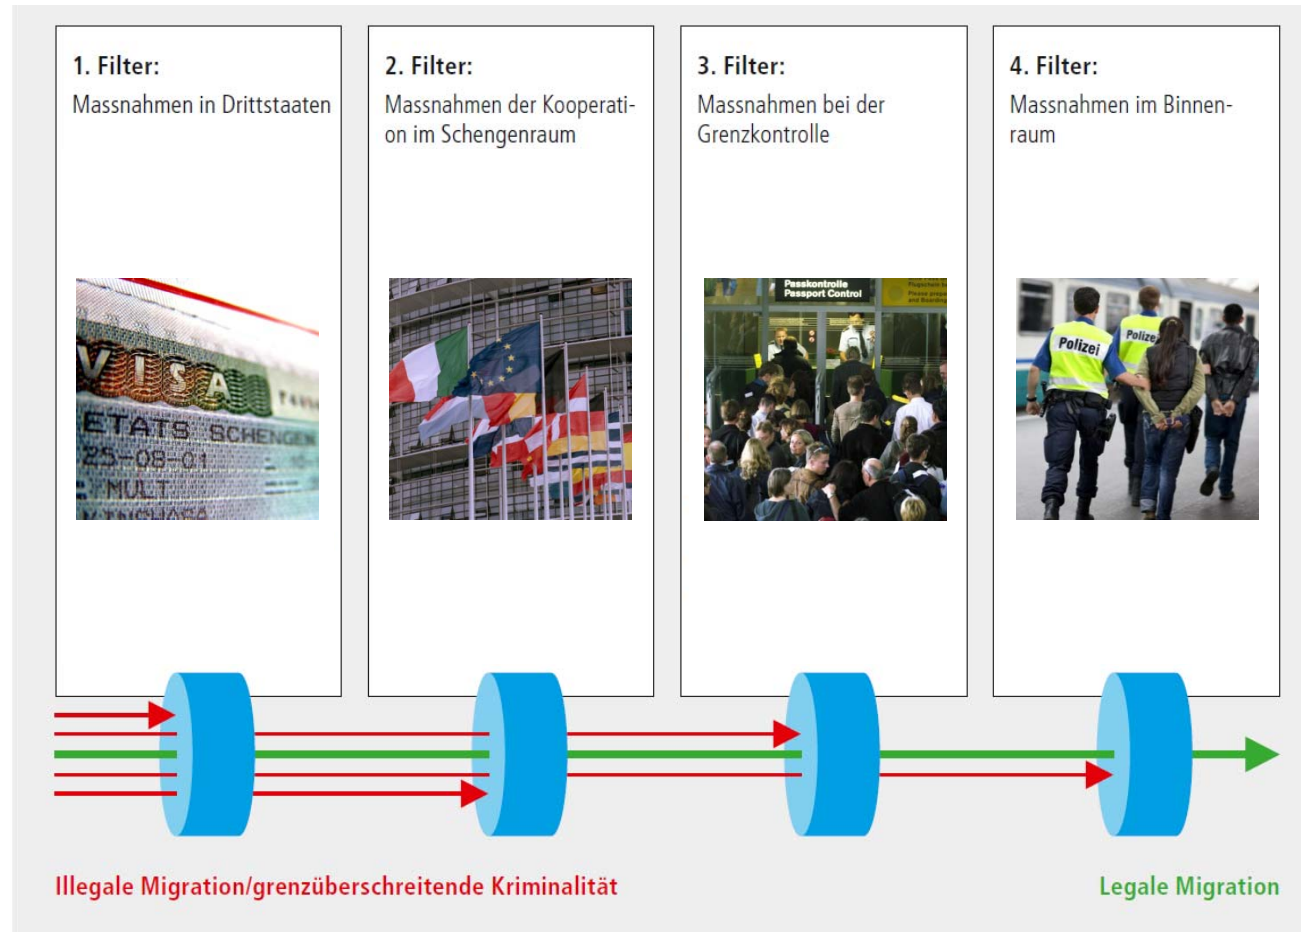 1. Filter:
Massnahmen in Drittstaaten
2. Filter:
Massnahmen der Kooperati-
on im Schengenraum
3. Filter:
Massnahmen bei der
Grenzkontrolle
4. Filter:
Massnahmen im Binnen-
raum
VISA
ETATS SCHENGEN
25-08-01
MULT
Passkontrolle
Passport Control
Polizei
Polizei
Illegale Migration/grenzüberschreitende Kriminalität
Legale Migration